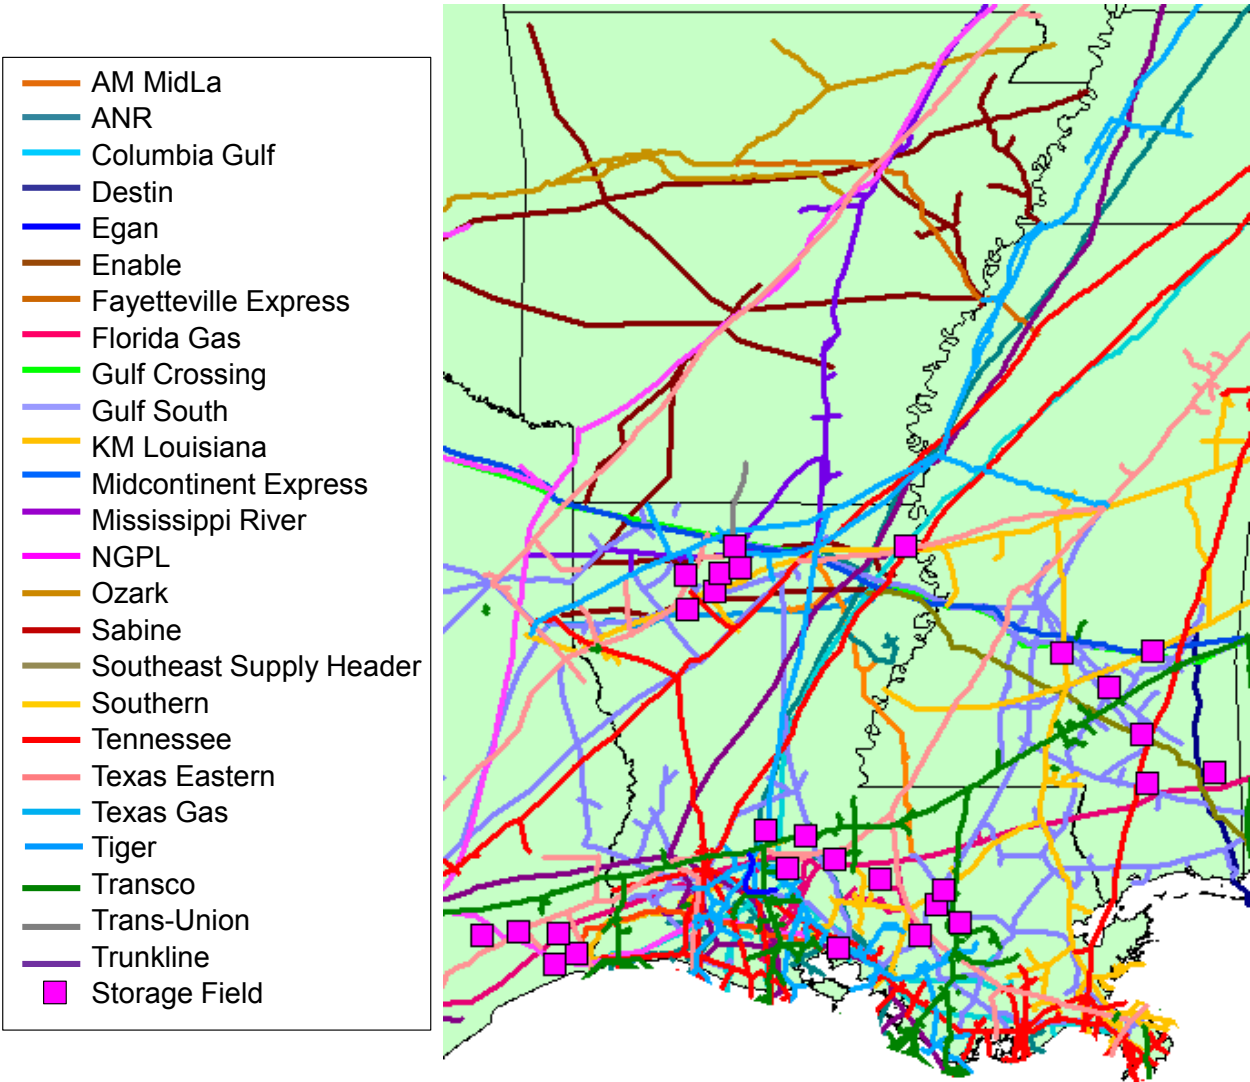 AM MidLa
ANR
Columbia Gulf
Destin
Egan
Enable
Fayetteville Express
Florida Gas
Gulf Crossing
Gulf South
KM Louisiana
Midcontinent Express
Mississippi River
NGPL
Ozark
Sabine
Southeast Supply Header
Southern
Tennessee
Texas Eastern
Texas Gas
Tiger
Transco
Trans-Union
Trunkline
Storage Field